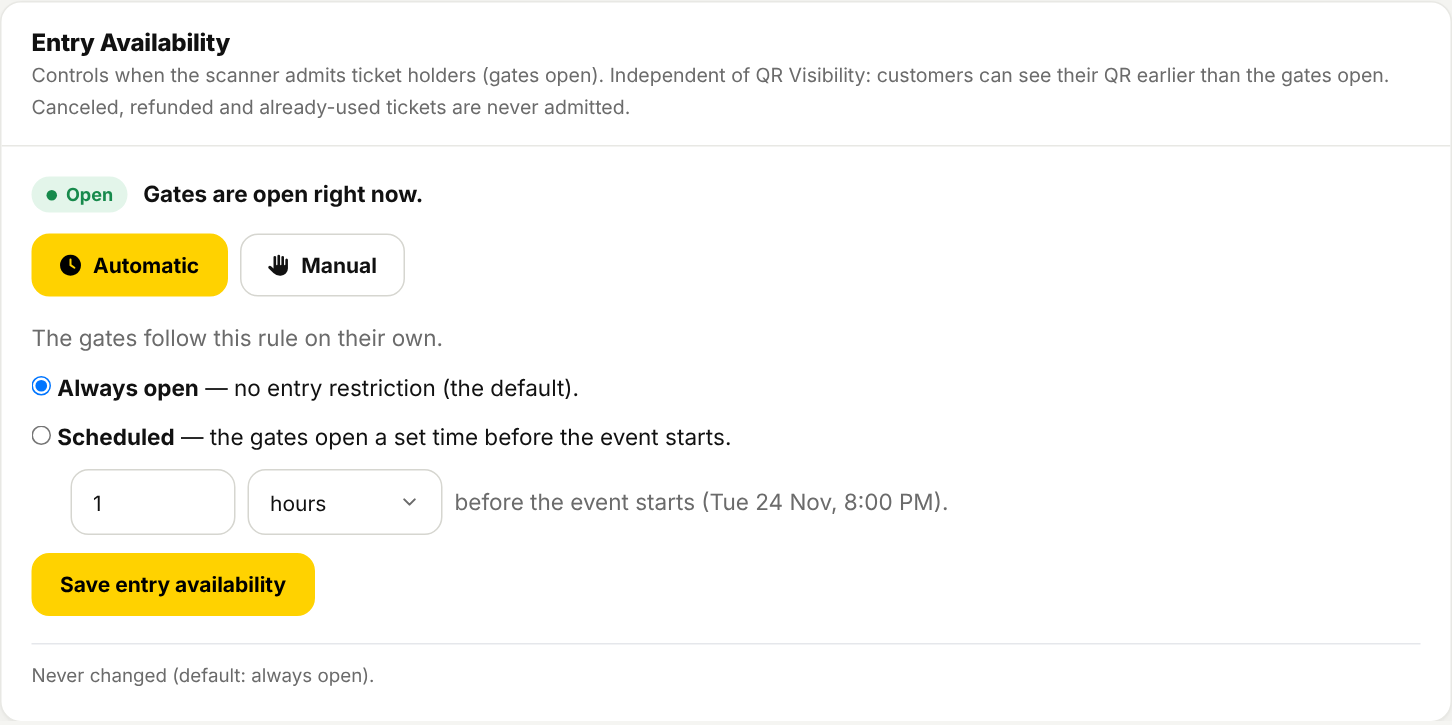 Entry Availability
Controls when the scanner admits ticket holders (gates open). Independent of QR Visibility: customers can see their QR earlier than the gates open.
Canceled, refunded and already-used tickets are never admitted.
Open Gates are open right now.
Automatic Manual
The gates follow this rule on their own.
Always open — no entry restriction (the default).
Scheduled — the gates open a set time before the event starts.
1 hours before the event starts (Tue 24 Nov, 8:00 PM).
Save entry availability
Never changed (default: always open).